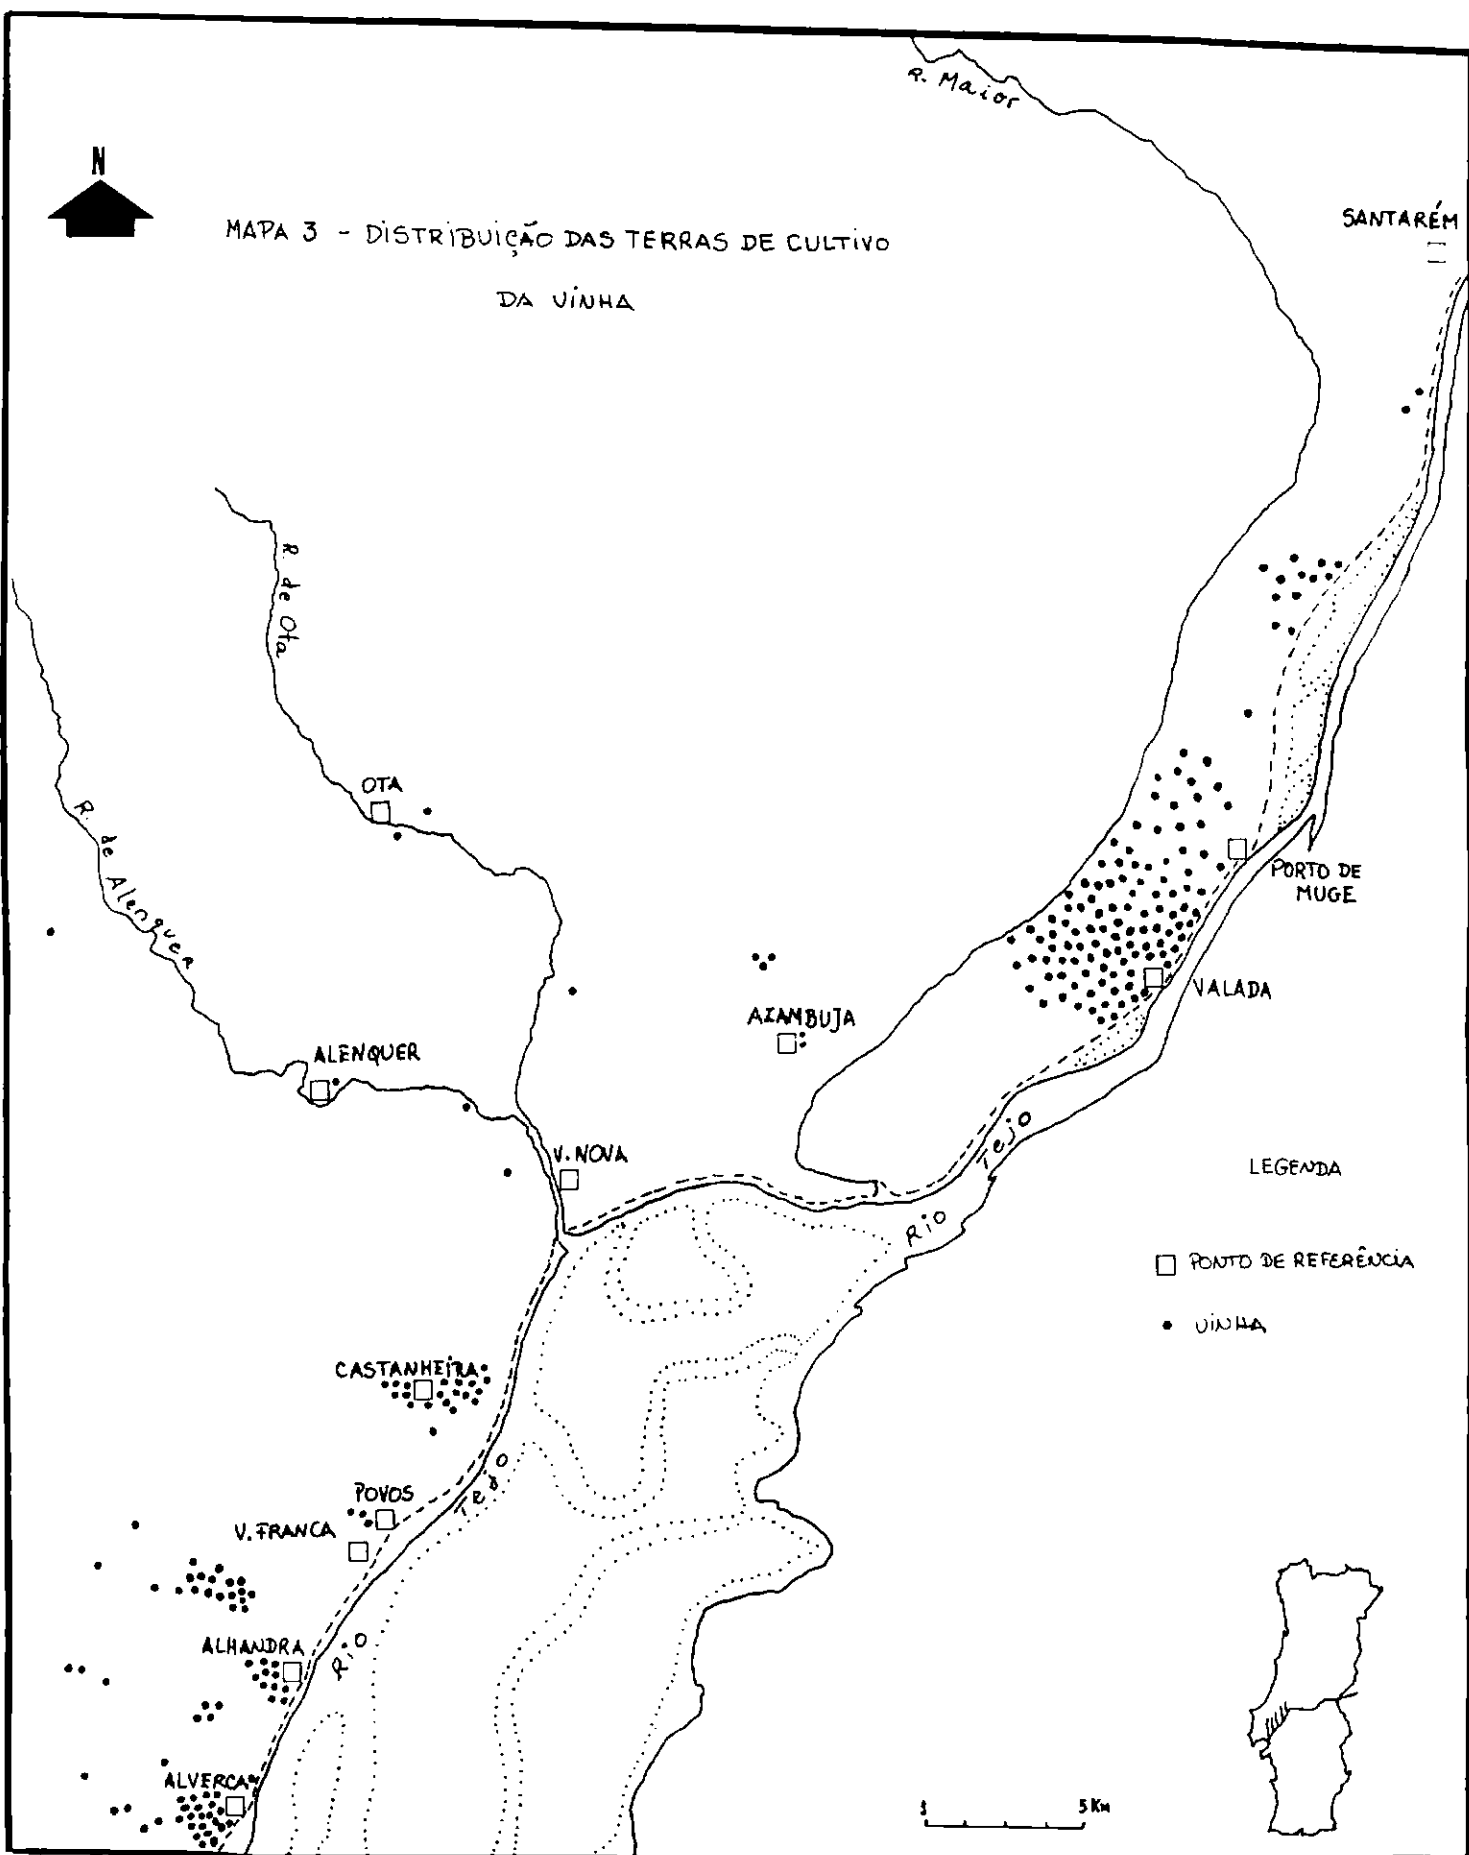 R. Maior
N
SANTARÉM
MAPA 3 - DISTRIBUIÇÃO DAS TERRAS DE CULTIVO
DA VINHA
R. de Ota
OTA
R. de Alenquer
PORTO DE
MUGE
VALADA
AZAMBUJA
ALENQUER
V. NOVA
Rio Tejo
LEGENDA
PONTO DE REFERÊNCIA
VINHA
CASTANHEIRA
POVOS
V. FRANCA
Rio Tejo
ALHANDRA
ALVERCA
5 KM